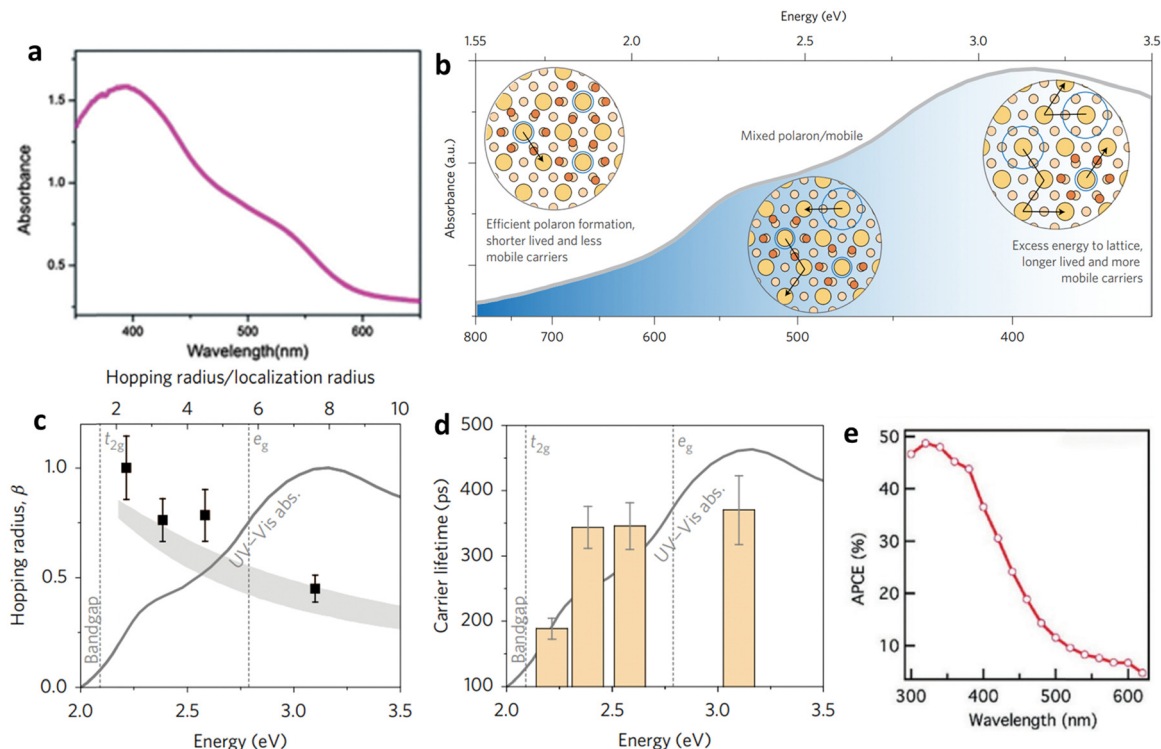 a
Absorbance
1.5
1.0
0.5
400
500
600
Wavelength(nm)
b
Energy (eV)
1.55
2.0
2.5
3.0
3.5
Absorbance (a.u.)
Efficient polaron formation,
shorter lived and less
mobile carriers
Mixed polaron/mobile
Excess energy to lattice,
longer lived and more
mobile carriers
800
700
600
500
400
Hopping radius/localization radius
2
4
6
8
10
c
t2g
eg
Hopping radius, β
1.0
0.5
0.0
Bandgap
UV–Vis abs.
2.0
2.5
3.0
3.5
Energy (eV)
d
t2g
eg
Carrier lifetime (ps)
500
450
400
350
300
250
200
150
100
Bandgap
UV–Vis abs.
2.0
2.5
3.0
3.5
Energy (eV)
e
APCE (%)
50
40
30
20
10
300
400
500
600
Wavelength (nm)